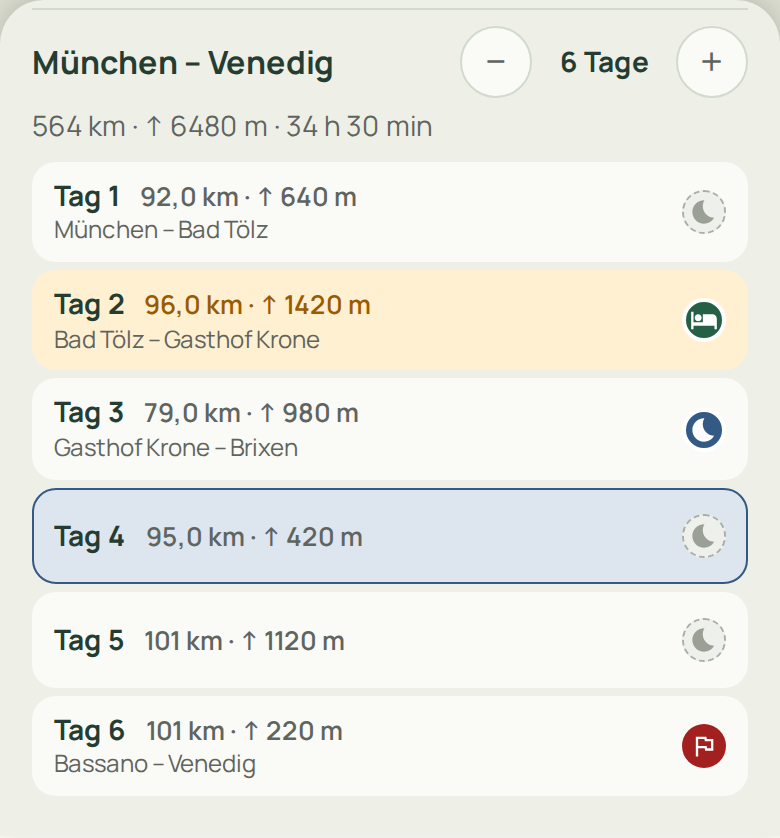 München – Venedig
− 6 Tage +
564 km · ↑ 6480 m · 34 h 30 min
Tag 1 92,0 km · ↑ 640 m
München – Bad Tölz
Tag 2 96,0 km · ↑ 1420 m
Bad Tölz – Gasthof Krone
Tag 3 79,0 km · ↑ 980 m
Gasthof Krone – Brixen
Tag 4 95,0 km · ↑ 420 m
Tag 5 101 km · ↑ 1120 m
Tag 6 101 km · ↑ 220 m
Bassano – Venedig